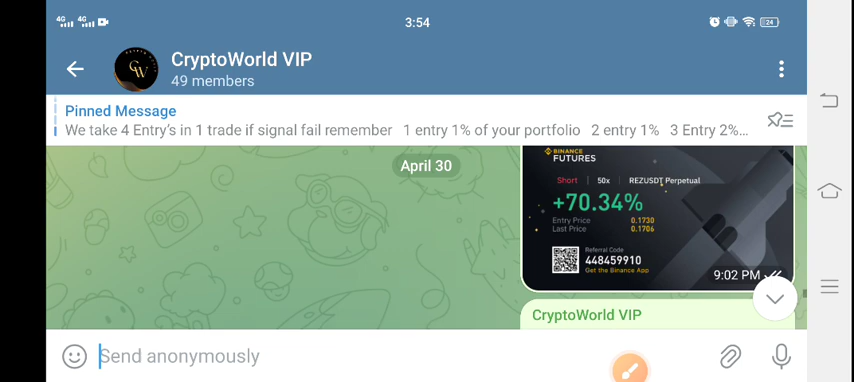 4G 4G 3:54 24
CryptoWorld VIP
49 members
Pinned Message
We take 4 Entry's in 1 trade if signal fail remember 1 entry 1% of your portfolio 2 entry 1% 3 Entry 2%...
April 30
BINANCE
FUTURES
Short | 50x | REZUSDT Perpetual
+70.34%
Entry Price 0.1730
Last Price 0.1706
Referral Code
448459910
Get the Binance App
9:02 PM
CryptoWorld VIP
Send anonymously